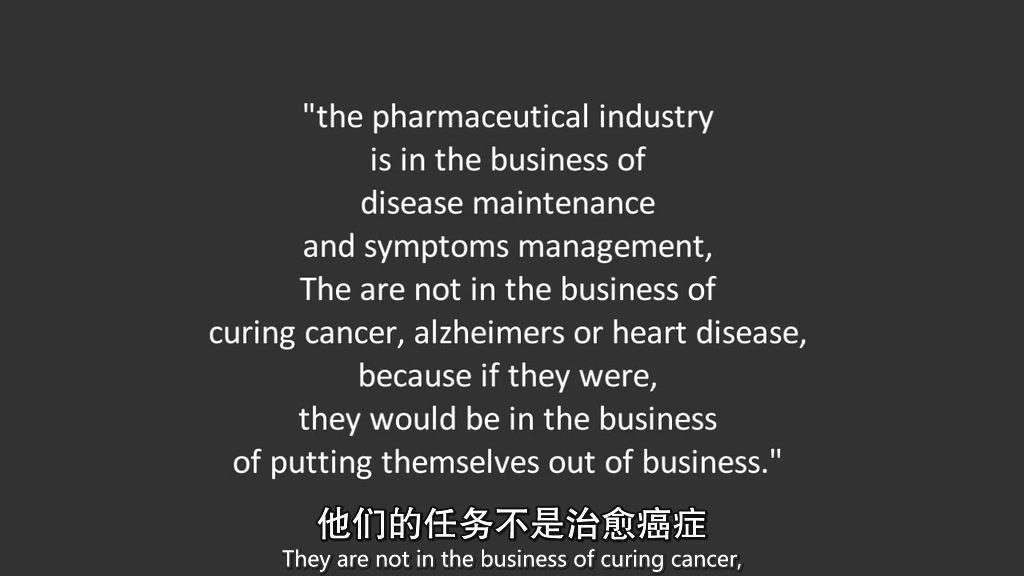 "the pharmaceutical industry
is in the business of
disease maintenance
and symptoms management,
The are not in the business of
curing cancer, alzheimers or heart disease,
because if they were,
they would be in the business
of putting themselves out of business."
他们的任务不是治愈癌症
They are not in the business of curing cancer,